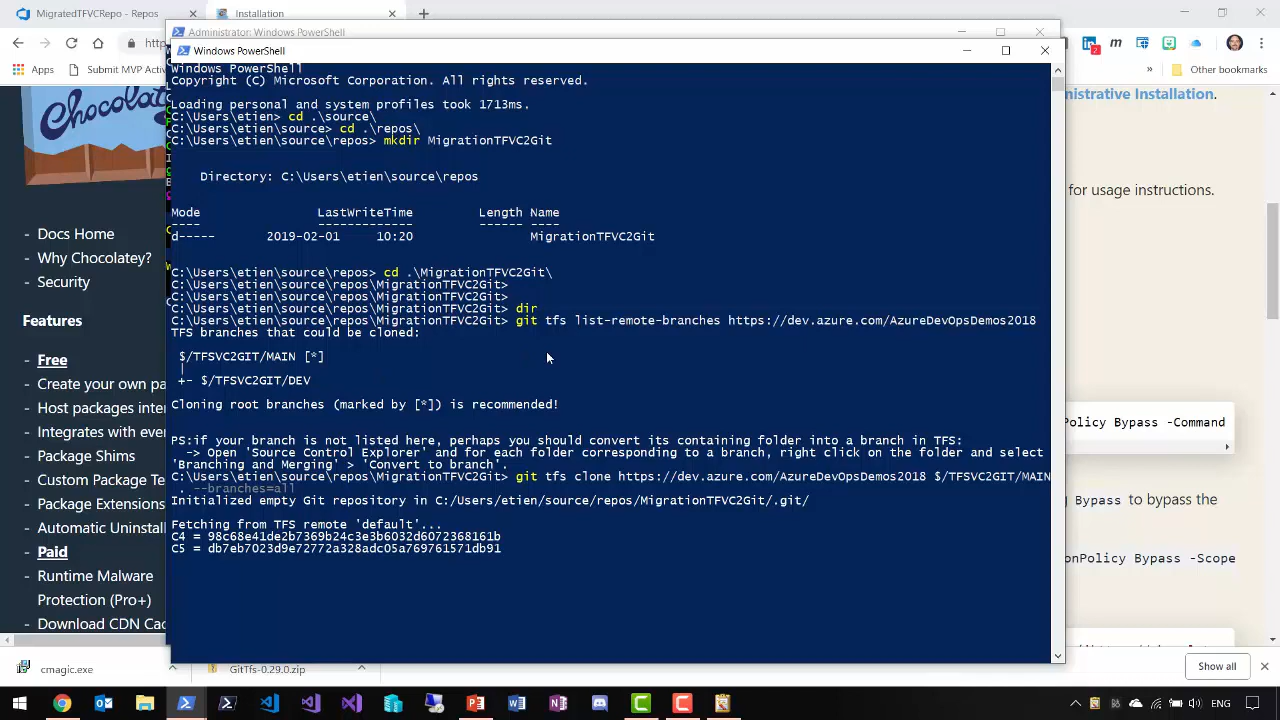 MigratedTFVCRepo - Repos
Installation
Administrator: Windows PowerShell
Windows PowerShell
Apps
Submit MVP Activ
Other bookmarks
Chocolate
Docs Home
Why Chocolatey?
Security
Features
Free
Create your own pa
Host packages inter
Integrates with ever
Package Shims
Custom Package Te
Package Extensions
Automatic Uninstal
Paid
Runtime Malware
Protection (Pro+)
Download CDN Cac
Windows PowerShell
Copyright (C) Microsoft Corporation. All rights reserved.
Loading personal and system profiles took 1713ms.
C:\Users\etien> cd .\source\
C:\Users\etien\source> cd .\repos\
C:\Users\etien\source\repos> mkdir MigrationTFVC2Git
Directory: C:\Users\etien\source\repos
Mode LastWriteTime Length Name
---- ------------- ------ ----
d----- 2019-02-01 10:20 MigrationTFVC2Git
C:\Users\etien\source\repos> cd .\MigrationTFVC2Git\
C:\Users\etien\source\repos\MigrationTFVC2Git>
C:\Users\etien\source\repos\MigrationTFVC2Git>
C:\Users\etien\source\repos\MigrationTFVC2Git> dir
C:\Users\etien\source\repos\MigrationTFVC2Git> git tfs list-remote-branches https://dev.azure.com/AzureDevOpsDemos2018
TFS branches that could be cloned:
$/TFSVC2GIT/MAIN [*]
|
+- $/TFSVC2GIT/DEV
Cloning root branches (marked by [*]) is recommended!
PS:if your branch is not listed here, perhaps you should convert its containing folder into a branch in TFS:
-> Open 'Source Control Explorer' and for each folder corresponding to a branch, right click on the folder and select
'Branching and Merging' > 'Convert to branch'.
C:\Users\etien\source\repos\MigrationTFVC2Git> git tfs clone https://dev.azure.com/AzureDevOpsDemos2018 $/TFSVC2GIT/MAIN
. --branches=all
Initialized empty Git repository in C:/Users/etien/source/repos/MigrationTFVC2Git/.git/
Fetching from TFS remote 'default'...
C4 = 98c68e41de2b7369b24c3e3b6032d6072368161b
C5 = db7eb7023d9e72772a328adc05a769761571db91
nistrative Installation.
for usage instructions.
Policy Bypass -Command
g Bypass to bypass the
onPolicy Bypass -Scope
cmagic.exe
GitTfs-0.29.0.zip
Show all
ENG